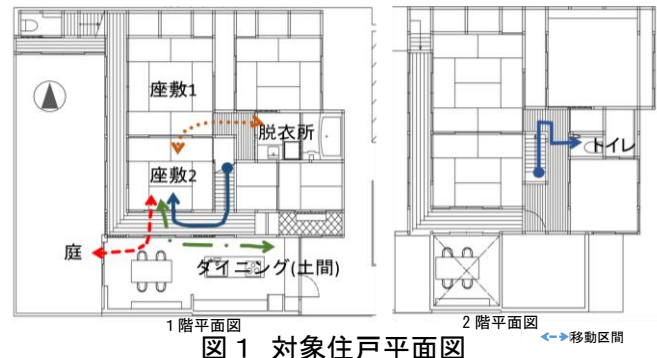 座敷1
脱衣所
座敷2
庭
ダイニング(土間)
1階平面図
トイレ
2階平面図
移動区間
図1 対象住戸平面図